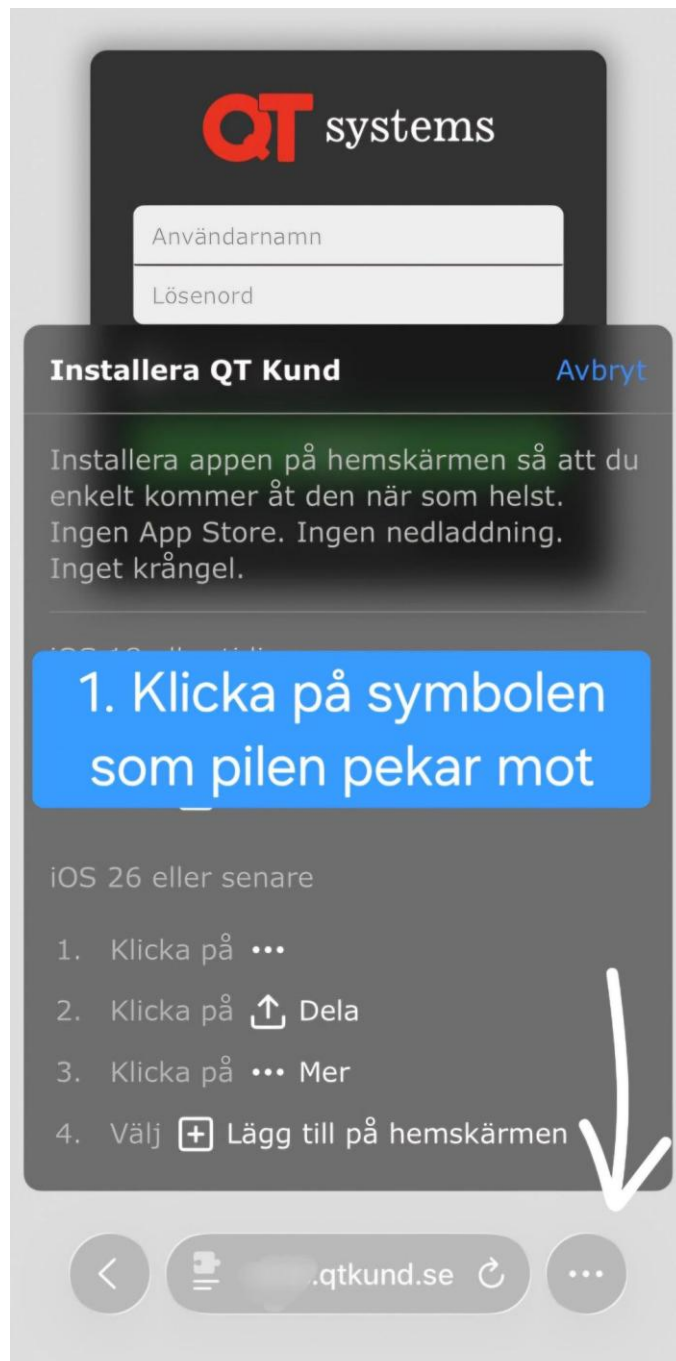 QT systems
Användarnamn
Lösenord
Installera QT Kund Avbryt
Installera appen på hemskärmen så att du
enkelt kommer åt den när som helst.
Ingen App Store. Ingen nedladdning.
Inget krångel.
1. Klicka på symbolen
som pilen pekar mot
iOS 26 eller senare
1. Klicka på •••
2. Klicka på Dela
3. Klicka på ••• Mer
4. Välj Lägg till på hemskärmen
.qtkund.se